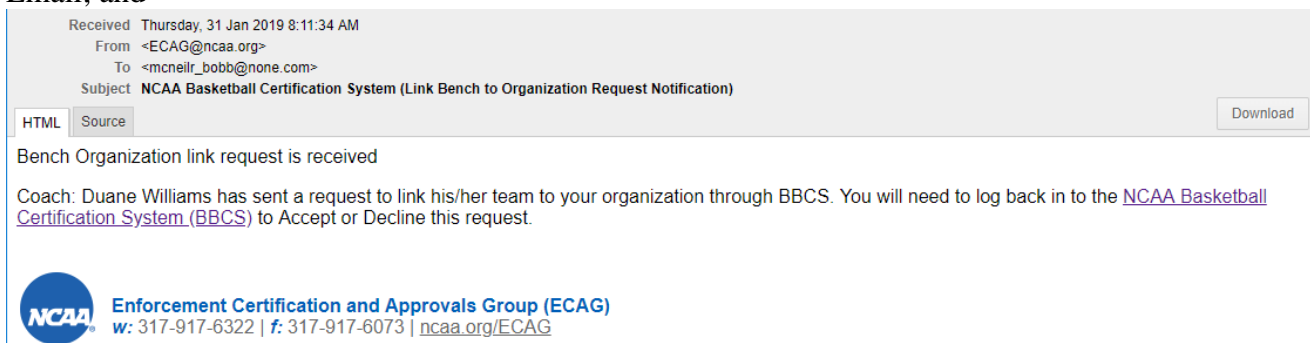 Email, and
Received Thursday, 31 Jan 2019 8:11:34 AM
From <ECAG@ncaa.org>
To <mcneilr_bobb@none.com>
Subject NCAA Basketball Certification System (Link Bench to Organization Request Notification)
HTML Source Download
Bench Organization link request is received
Coach: Duane Williams has sent a request to link his/her team to your organization through BBCS. You will need to log back in to the NCAA Basketball
Certification System (BBCS) to Accept or Decline this request.
NCAA Enforcement Certification and Approvals Group (ECAG)
w: 317-917-6322 | f: 317-917-6073 | ncaa.org/ECAG